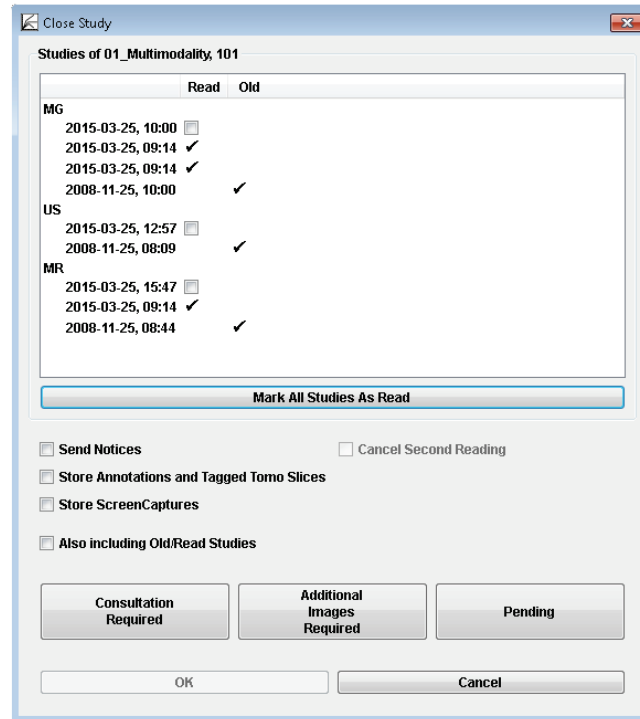 Close Study
Studies of 01_Multimodality, 101
Read Old
MG
2015-03-25, 10:00
2015-03-25, 09:14 ✔
2015-03-25, 09:14 ✔
2008-11-25, 10:00 ✔
US
2015-03-25, 12:57
2008-11-25, 08:09 ✔
MR
2015-03-25, 15:47
2015-03-25, 09:14 ✔
2008-11-25, 08:44 ✔
Mark All Studies As Read
Send Notices Cancel Second Reading
Store Annotations and Tagged Tomo Slices
Store ScreenCaptures
Also including Old/Read Studies
Consultation
Required
Additional
Images
Required
Pending
OK Cancel